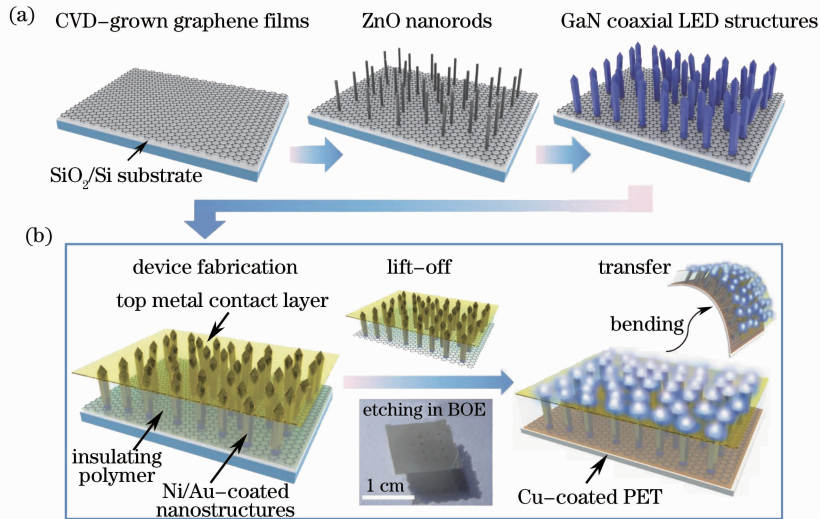 (a)
CVD-grown graphene films
ZnO nanorods
GaN coaxial LED structures
SiO₂/Si substrate
(b)
device fabrication
lift-off
transfer
top metal contact layer
bending
etching in BOE
insulating
polymer
1 cm
Ni/Au-coated
nanostructures
Cu-coated PET